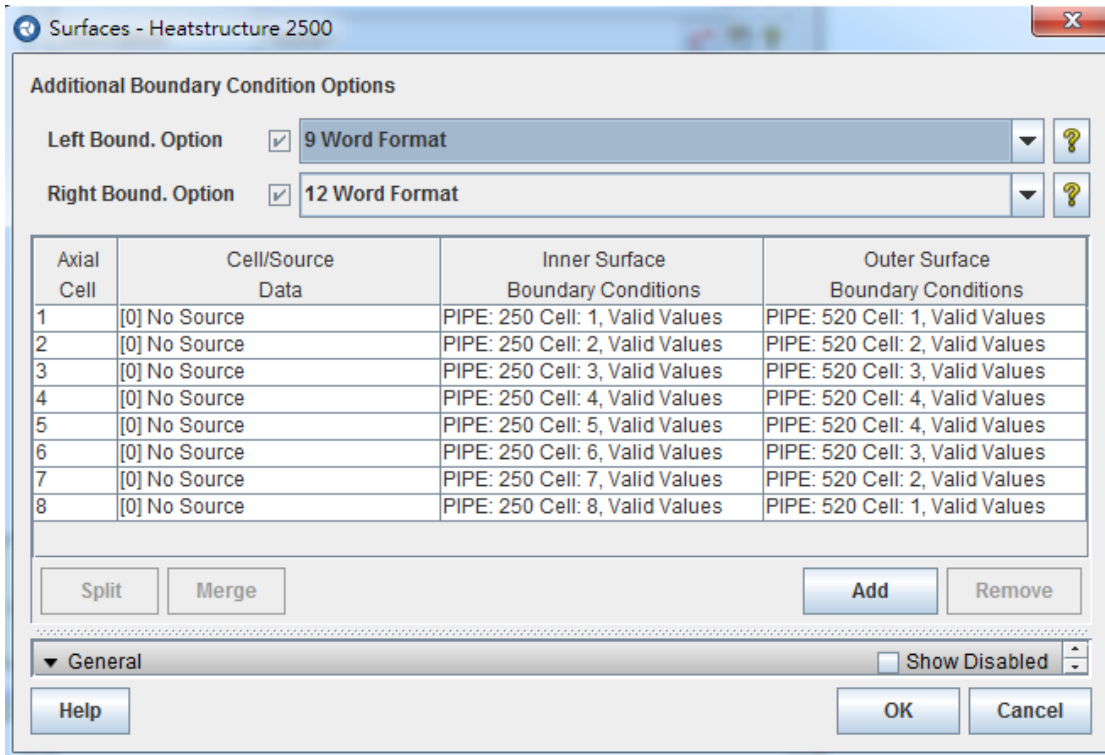 Surfaces - Heatstructure 2500
x
Additional Boundary Condition Options
Left Bound. Option 9 Word Format ?
Right Bound. Option 12 Word Format ?
Axial Cell/Source Inner Surface Outer Surface
Cell Data Boundary Conditions Boundary Conditions
1 [0] No Source PIPE: 250 Cell: 1, Valid Values PIPE: 520 Cell: 1, Valid Values
2 [0] No Source PIPE: 250 Cell: 2, Valid Values PIPE: 520 Cell: 2, Valid Values
3 [0] No Source PIPE: 250 Cell: 3, Valid Values PIPE: 520 Cell: 3, Valid Values
4 [0] No Source PIPE: 250 Cell: 4, Valid Values PIPE: 520 Cell: 4, Valid Values
5 [0] No Source PIPE: 250 Cell: 5, Valid Values PIPE: 520 Cell: 4, Valid Values
6 [0] No Source PIPE: 250 Cell: 6, Valid Values PIPE: 520 Cell: 3, Valid Values
7 [0] No Source PIPE: 250 Cell: 7, Valid Values PIPE: 520 Cell: 2, Valid Values
8 [0] No Source PIPE: 250 Cell: 8, Valid Values PIPE: 520 Cell: 1, Valid Values
Split Merge Add Remove
General Show Disabled
Help OK Cancel